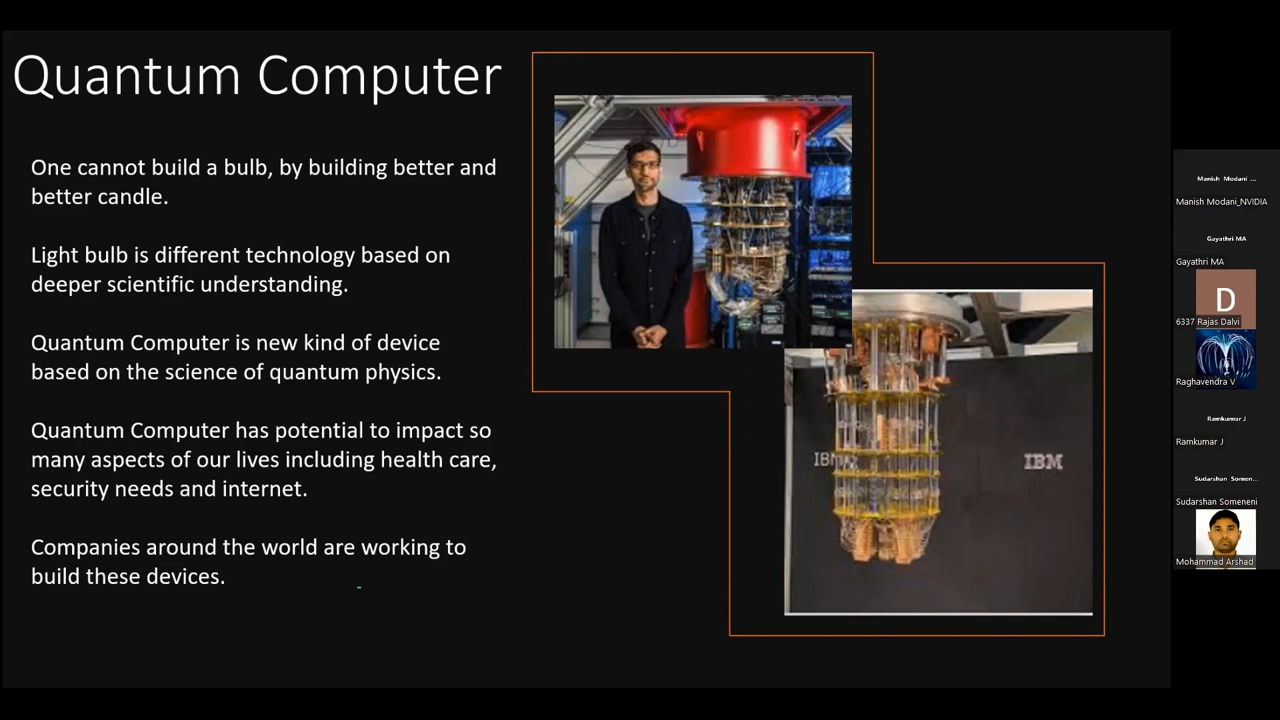 Quantum Computer
One cannot build a bulb, by building better and
better candle.
Light bulb is different technology based on
deeper scientific understanding.
Quantum Computer is new kind of device
based on the science of quantum physics.
Quantum Computer has potential to impact so
many aspects of our lives including health care,
security needs and internet.
Companies around the world are working to
build these devices.
IBM
IBM
Manish Modani ...
Manish Modani_NVIDIA
Gayathri MA
Gayathri MA
D
6337 Rajas Dalvi
Raghavendra V
Ramkumar J
Ramkumar J
Sudarshan Somen...
Sudarshan Someneni
Mohammad Arshad